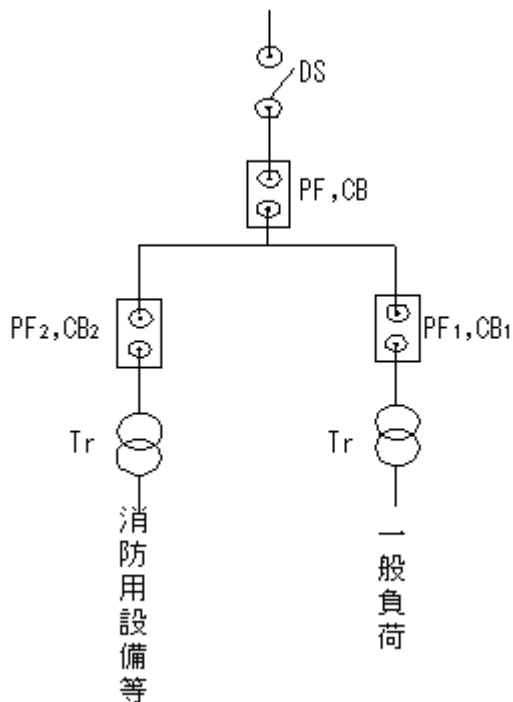 DS
PF,CB
PF₂,CB₂
PF₁,CB₁
Tr
Tr
消防用設備等
一般負荷